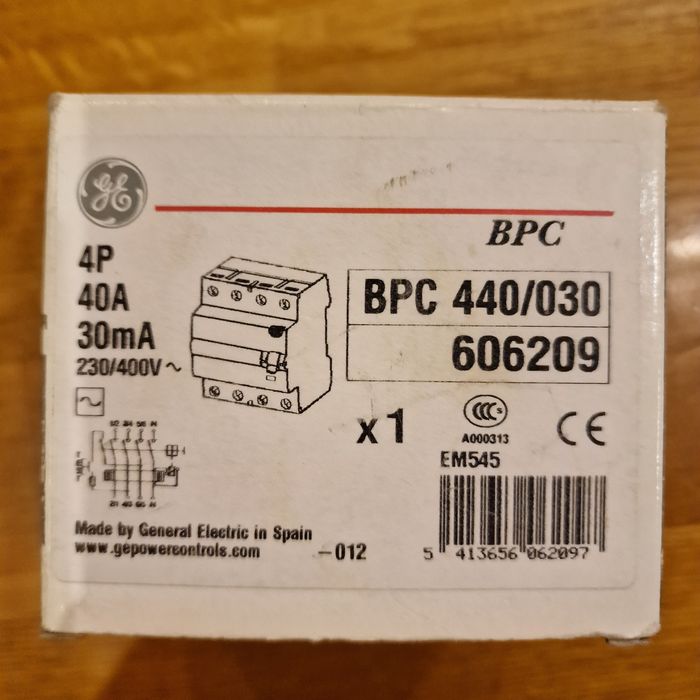 GE
BPC
4P
40A
30mA
230/400V ~
BPC 440/030
606209
x1
CCC S
A000313
CE
EM545
Made by General Electric in Spain
www.gepowercontrols.com
-012
5 413656 062097